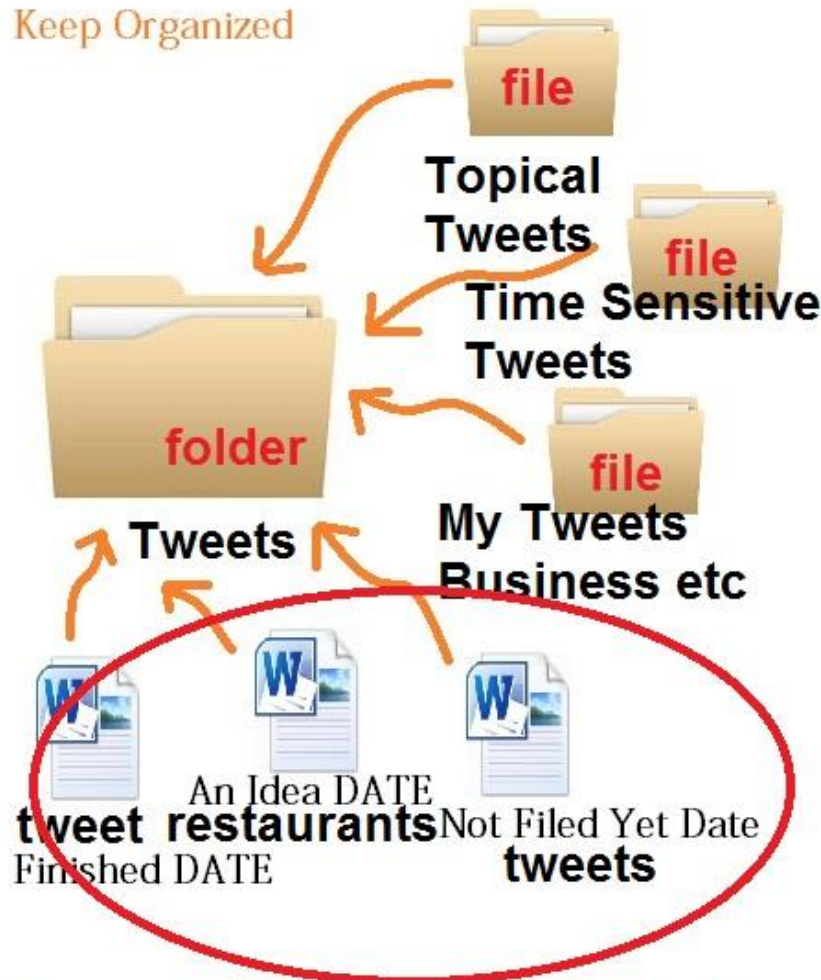 Keep Organized
file
Topical
Tweets
file
Time Sensitive
Tweets
folder
file
Tweets
My Tweets
Business etc
W
W
W
An Idea DATE
tweet restaurants Not Filed Yet Date
Finished DATE
tweets